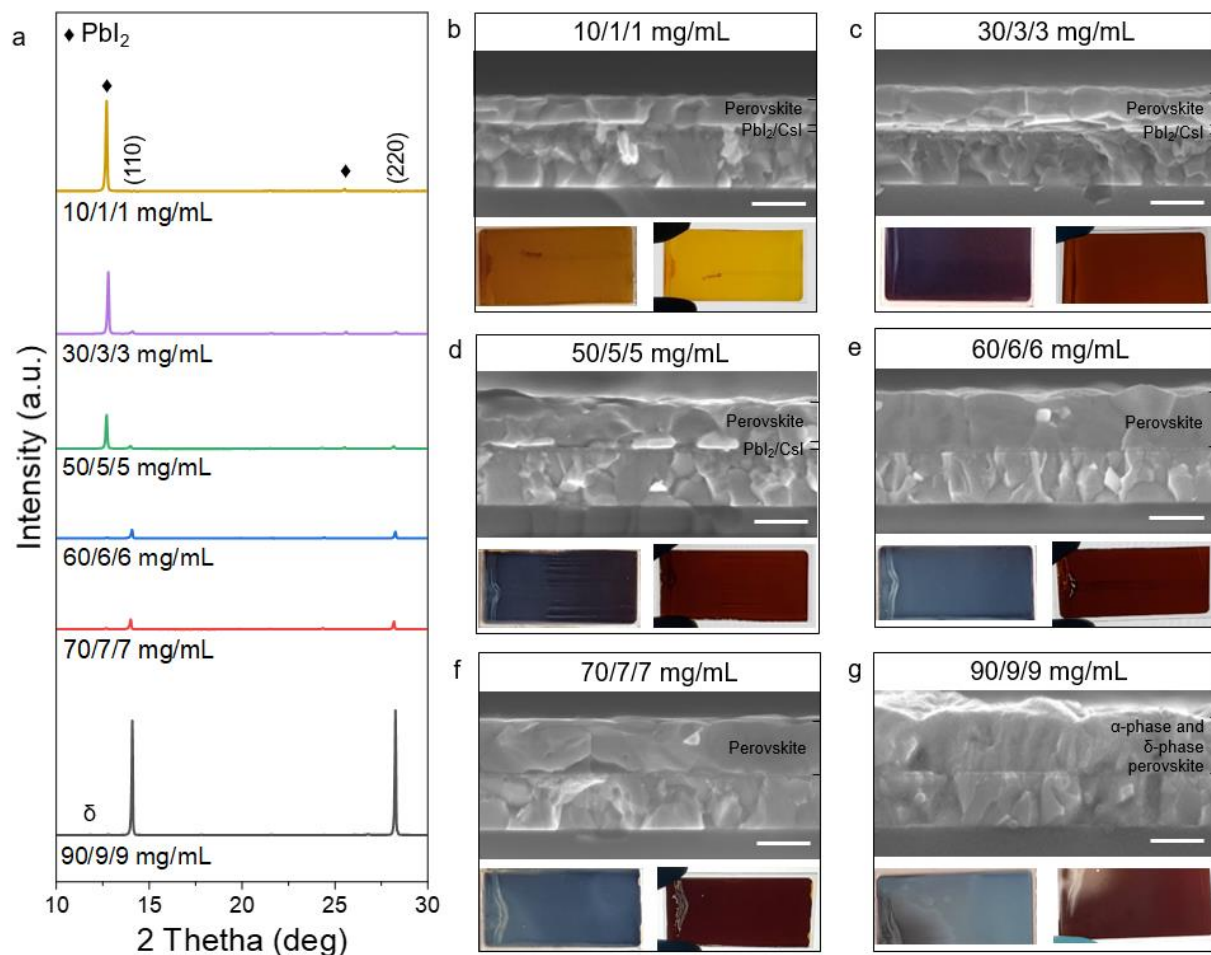 a
♦ PbI₂
(110)
(220)
10/1/1 mg/mL
30/3/3 mg/mL
50/5/5 mg/mL
60/6/6 mg/mL
70/7/7 mg/mL
δ
90/9/9 mg/mL
Intensity (a.u.)
10 15 20 25 30
2 Thetha (deg)
b
10/1/1 mg/mL
Perovskite
PbI₂/CsI
c
30/3/3 mg/mL
Perovskite
PbI₂/CsI
d
50/5/5 mg/mL
Perovskite
PbI₂/CsI
e
60/6/6 mg/mL
Perovskite
f
70/7/7 mg/mL
Perovskite
g
90/9/9 mg/mL
α-phase and
δ-phase
perovskite